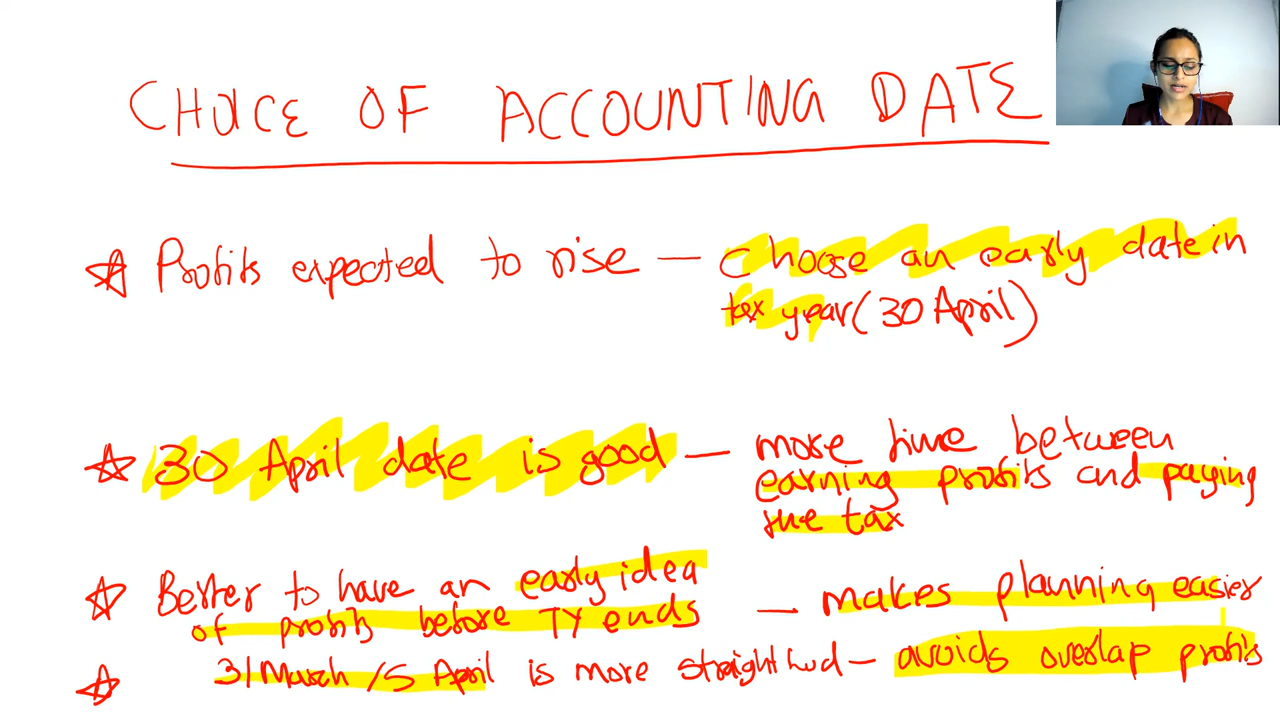 CHOICE OF ACCOUNTING DATE
Profits expected to rise — choose an early date in
tax year (30 April)
30 April date is good — more time between
earning profits and paying
the tax
Better to have an early idea
of profits before TY ends — makes planning easier
31 March / 5 April is more — avoids overlap profits